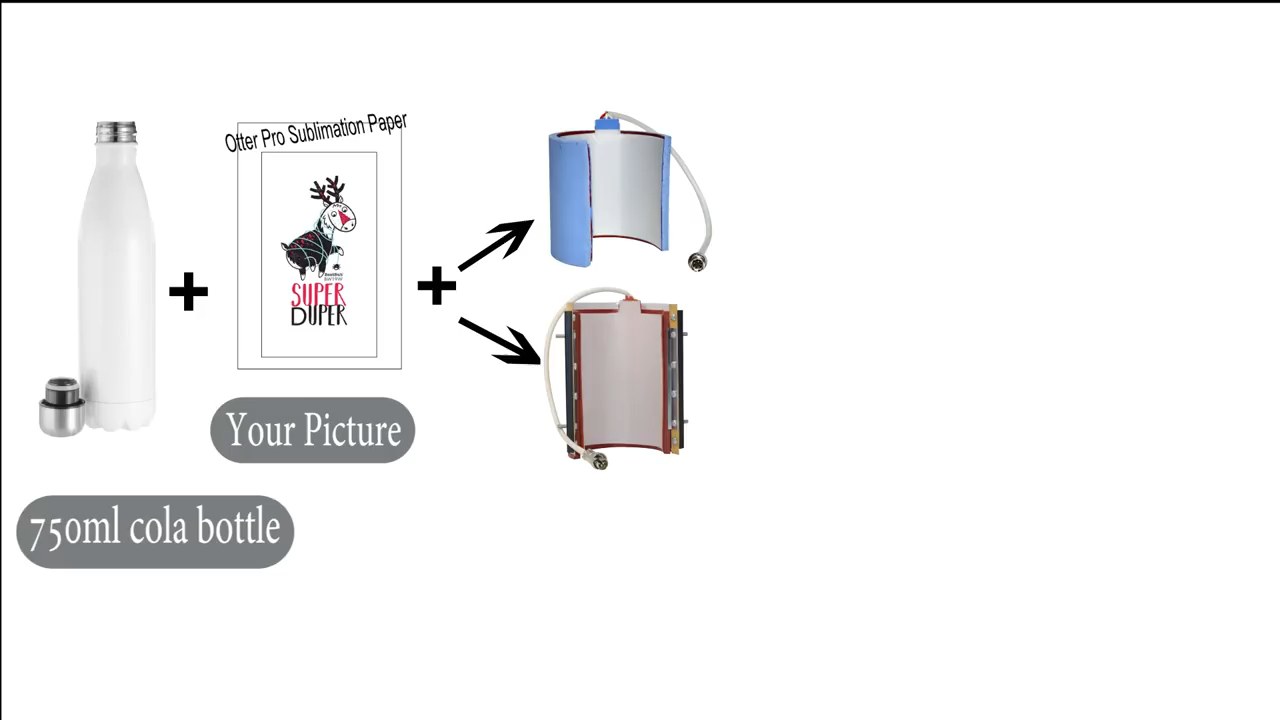 Otter Pro Sublimation Paper
SUPER
DUPER
Your Picture
750ml cola bottle